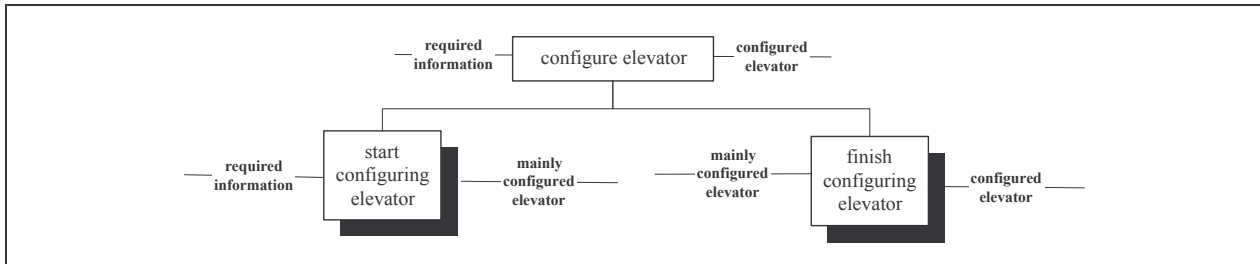 required
information
configure elevator
configured
elevator
required
information
start
configuring
elevator
mainly
configured
elevator
mainly
configured
elevator
finish
configuring
elevator
configured
elevator